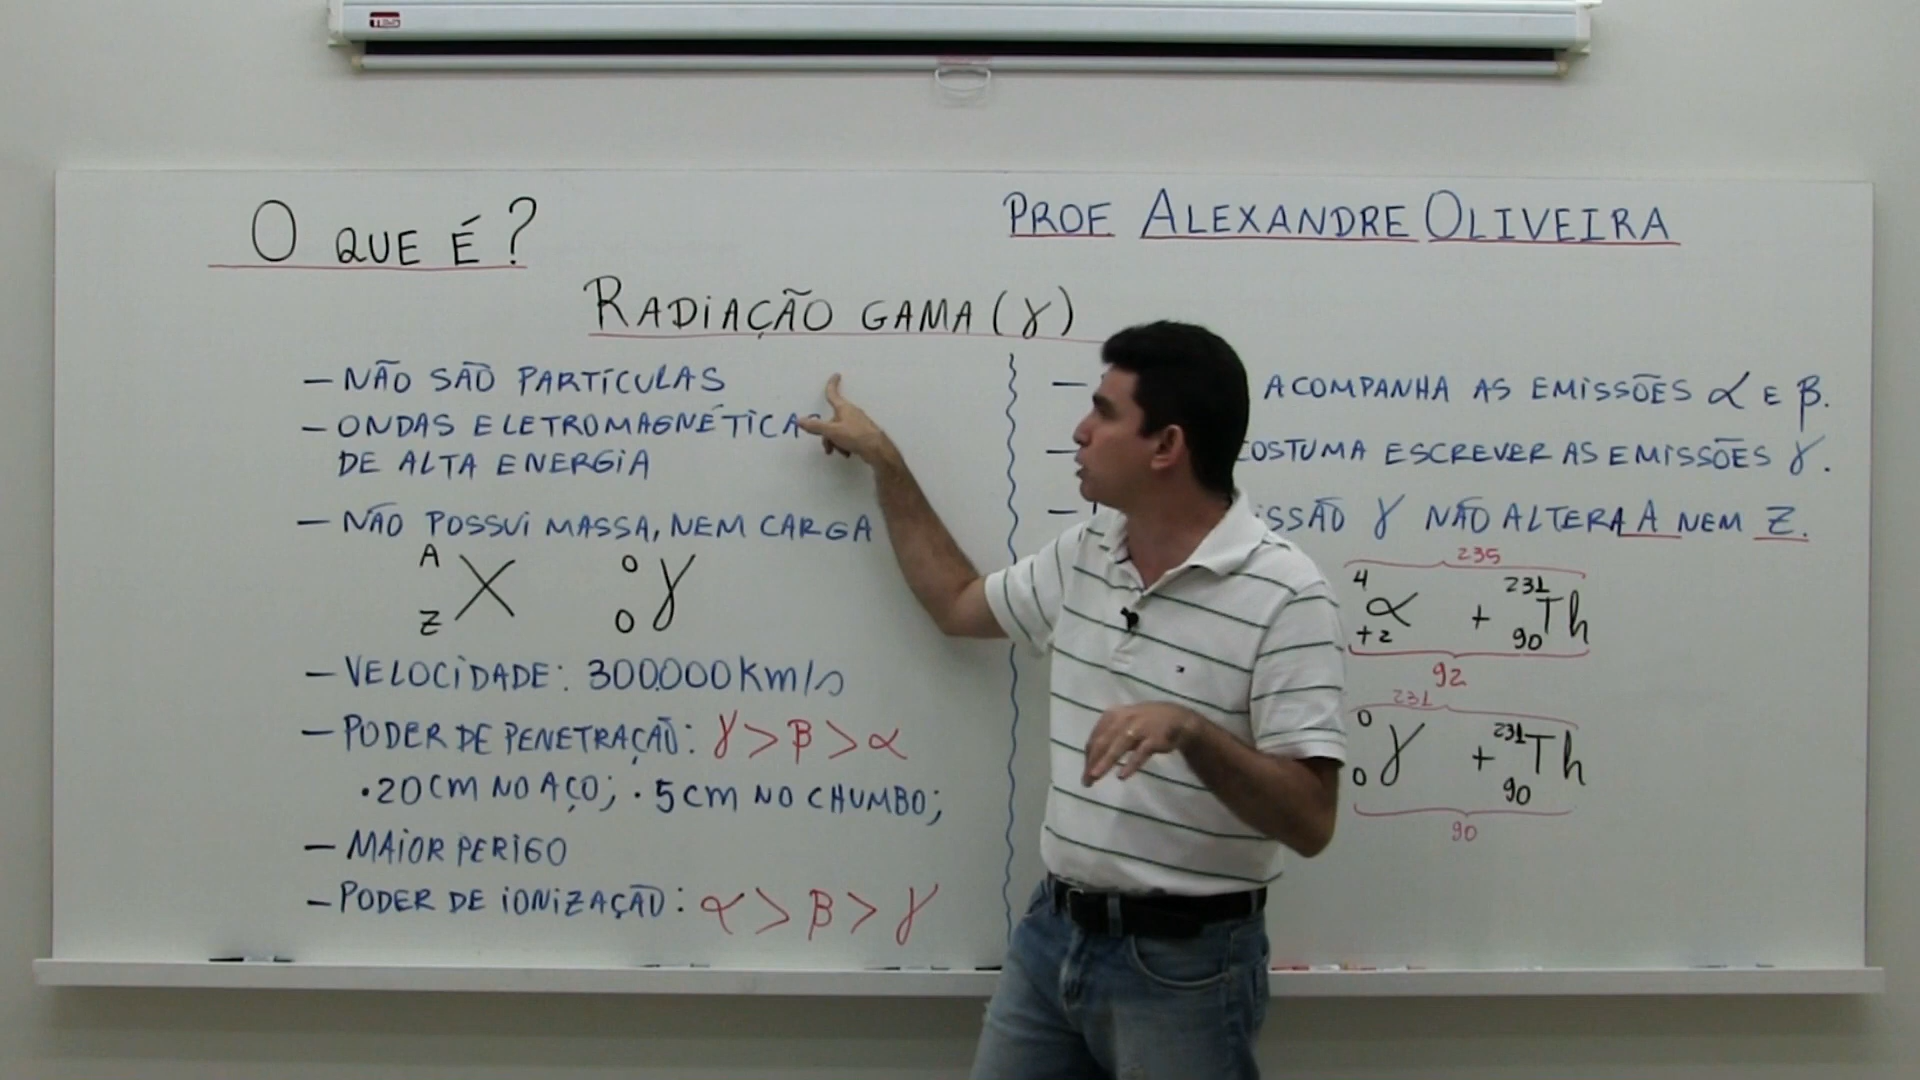 O QUE É?
PROF ALEXANDRE OLIVEIRA
RADIAÇÃO GAMA (γ)
– NÃO SÃO PARTÍCULAS
– ONDAS ELETROMAGNÉTICAS
DE ALTA ENERGIA
– NÃO POSSUI MASSA, NEM CARGA
A
Z X
0
0 γ
– VELOCIDADE: 300.000 Km/s
– PODER DE PENETRAÇÃO: γ > β > α
• 20 cm NO AÇO; • 5 cm NO CHUMBO;
– MAIOR PERIGO
– PODER DE IONIZAÇÃO: α > β > γ
– ACOMPANHA AS EMISSÕES α E β.
– COSTUMA ESCREVER AS EMISSÕES γ.
– γ NÃO ALTERA A NEM Z.
235
4 α + 231 Th
+2 90
92
231
0 γ + 231 Th
0 90
90